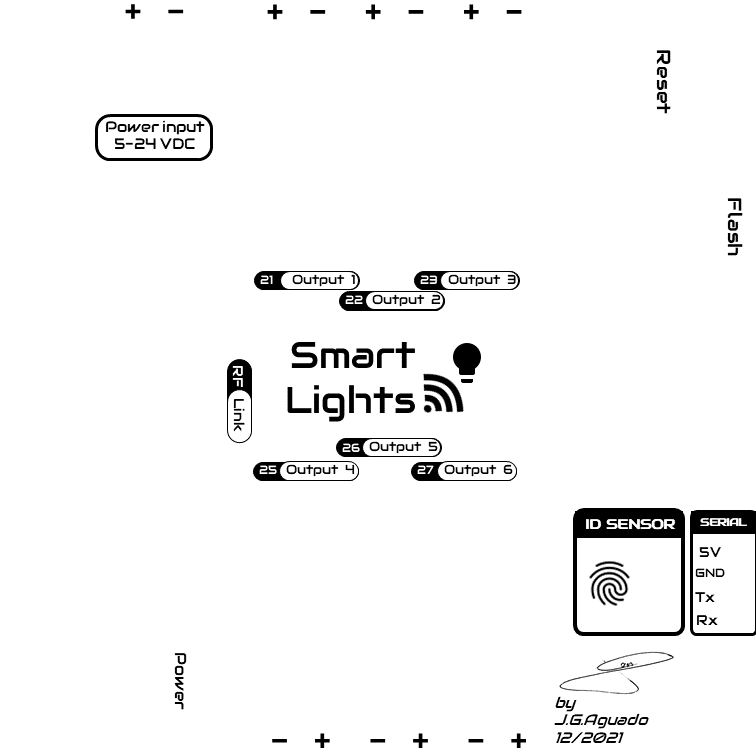 + - + - + - + -
Reset
Power input
5-24 VDC
Flash
21 Output 1
23 Output 3
22 Output 2
Smart
Lights
RF Link
26 Output 5
25 Output 4
27 Output 6
ID SENSOR
SERIAL
5V
GND
Tx
Rx
Power
by
J.G.Aguado
12/2021
- + - + - +